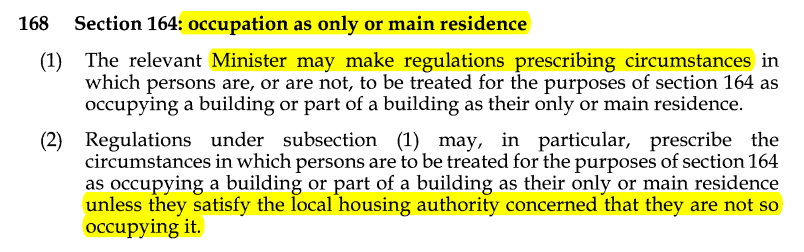 168 Section 164: occupation as only or main residence
(1) The relevant Minister may make regulations prescribing circumstances in
which persons are, or are not, to be treated for the purposes of section 164 as
occupying a building or part of a building as their only or main residence.
(2) Regulations under subsection (1) may, in particular, prescribe the
circumstances in which persons are to be treated for the purposes of section 164
as occupying a building or part of a building as their only or main residence
unless they satisfy the local housing authority concerned that they are not so
occupying it.